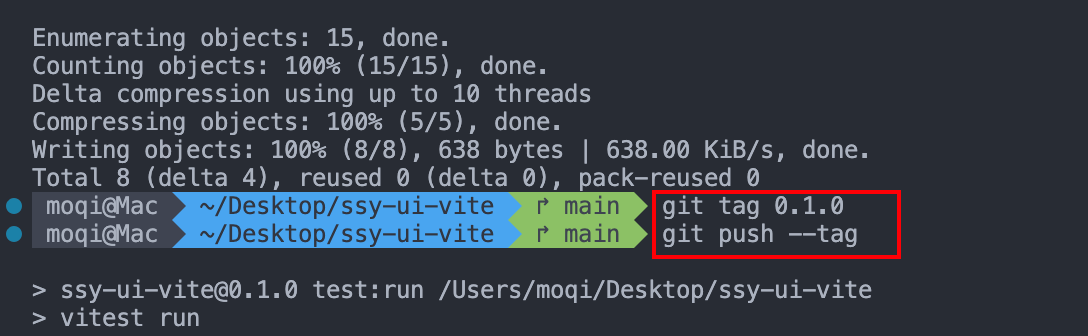 Enumerating objects: 15, done.
Counting objects: 100% (15/15), done.
Delta compression using up to 10 threads
Compressing objects: 100% (5/5), done.
Writing objects: 100% (8/8), 638 bytes | 638.00 KiB/s, done.
Total 8 (delta 4), reused 0 (delta 0), pack-reused 0
moqi@Mac ~/Desktop/ssy-ui-vite ↱ main git tag 0.1.0
moqi@Mac ~/Desktop/ssy-ui-vite ↱ main git push --tag
> ssy-ui-vite@0.1.0 test:run /Users/moqi/Desktop/ssy-ui-vite
> vitest run